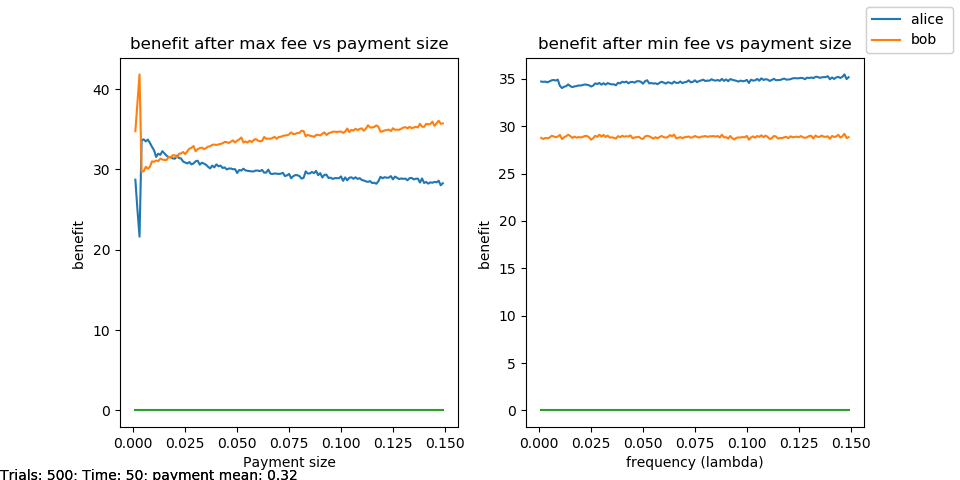 alice
bob
benefit after max fee vs payment size
40
30
20
10
0
benefit
0.000 0.025 0.050 0.075 0.100 0.125 0.150
Payment size
benefit after min fee vs payment size
35
30
25
20
15
10
5
0
benefit
0.000 0.025 0.050 0.075 0.100 0.125 0.150
frequency (lambda)
Trials: 500: Time: 50: payment mean: 0.32